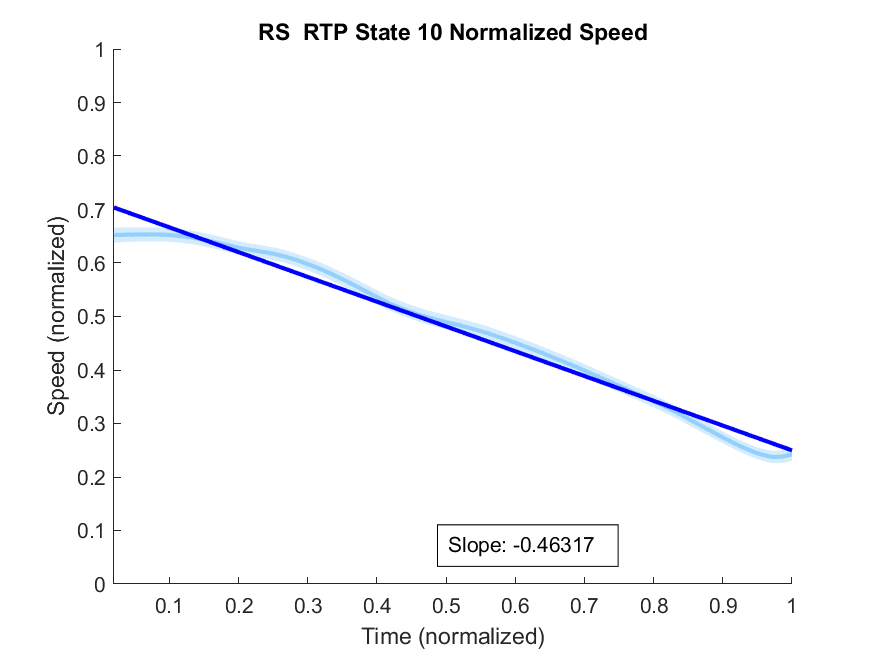 RS  RTP State 10 Normalized Speed
1
0.9
0.8
0.7
0.6
0.5
0.4
0.3
0.2
0.1
0
Speed (normalized)
Slope: -0.46317
0.1 0.2 0.3 0.4 0.5 0.6 0.7 0.8 0.9 1
Time (normalized)